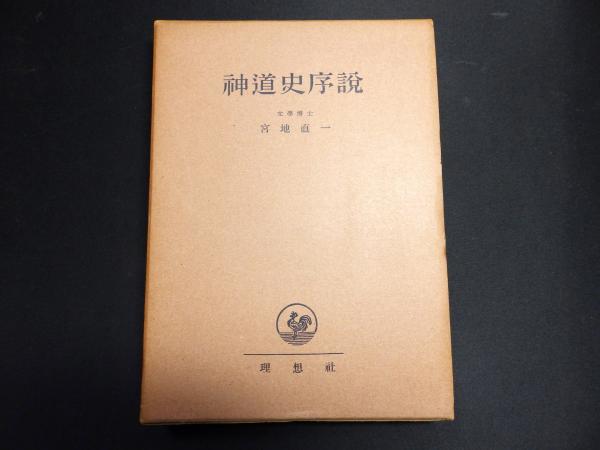 神道史序說
文學博士
宮地直一
理想社